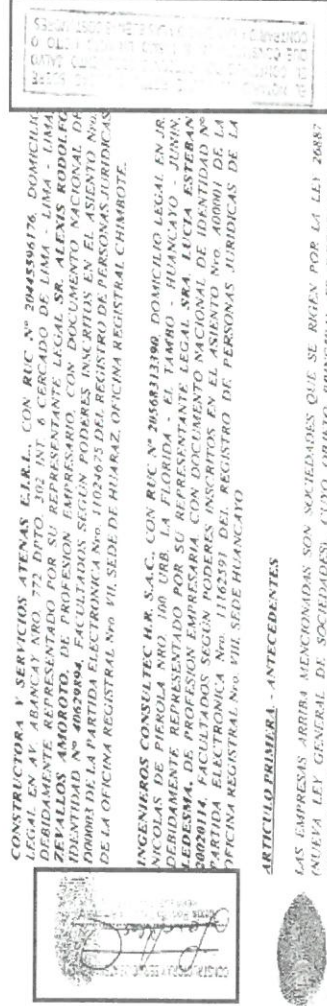 CONSTRUCTORA Y SERVICIOS ATENAS E.I.R.L., CON RUC N° 20445596176, DOMICILIO
LEGAL EN AV. ABANCAY NRO. 772 DPTO. 302 INT. 6 CERCADO DE LIMA - LIMA - LIMA,
DEBIDAMENTE REPRESENTADO POR SU REPRESENTANTE LEGAL SR. ALEXIS RODOLFO
ZEVALLOS AMOROTO, DE PROFESION EMPRESARIO, CON DOCUMENTO NACIONAL DE
IDENTIDAD N° 40629894, FACULTADOS SEGÚN PODERES INSCRITOS EN EL ASIENTO Nro.
D00003 DE LA PARTIDA ELECTRONICA Nro. 11024675 DEL REGISTRO DE PERSONAS JURIDICAS
DE LA OFICINA REGISTRAL Nro. VII, SEDE DE HUARAZ, OFICINA REGISTRAL CHIMBOTE.
INGENIEROS CONSULTEC H.R. S.A.C., CON RUC N° 20568313390, DOMICILIO LEGAL EN JR.
NICOLAS DE PIEROLA NRO. 100 URB. LA FLORIDA - EL TAMBO - HUANCAYO - JUNIN,
DEBIDAMENTE REPRESENTADO POR SU REPRESENTANTE LEGAL SRA. LUCIA ESTEBAN
LEDESMA, DE PROFESION EMPRESARIA, CON DOCUMENTO NACIONAL DE IDENTIDAD N°
20020114, FACULTADOS SEGÚN PODERES INSCRITOS EN EL ASIENTO Nro. A00001 DE LA
PARTIDA ELECTRONICA Nro. 11162591 DEL REGISTRO DE PERSONAS JURIDICAS DE LA
OFICINA REGISTRAL Nro. VIII, SEDE HUANCAYO
ARTICULO PRIMERA - ANTECEDENTES
LAS EMPRESAS ARRIBA MENCIONADAS SON SOCIEDADES QUE SE RIGEN POR LA LEY 26887
(NUEVA LEY GENERAL DE SOCIEDADES), CUYO OBJETO